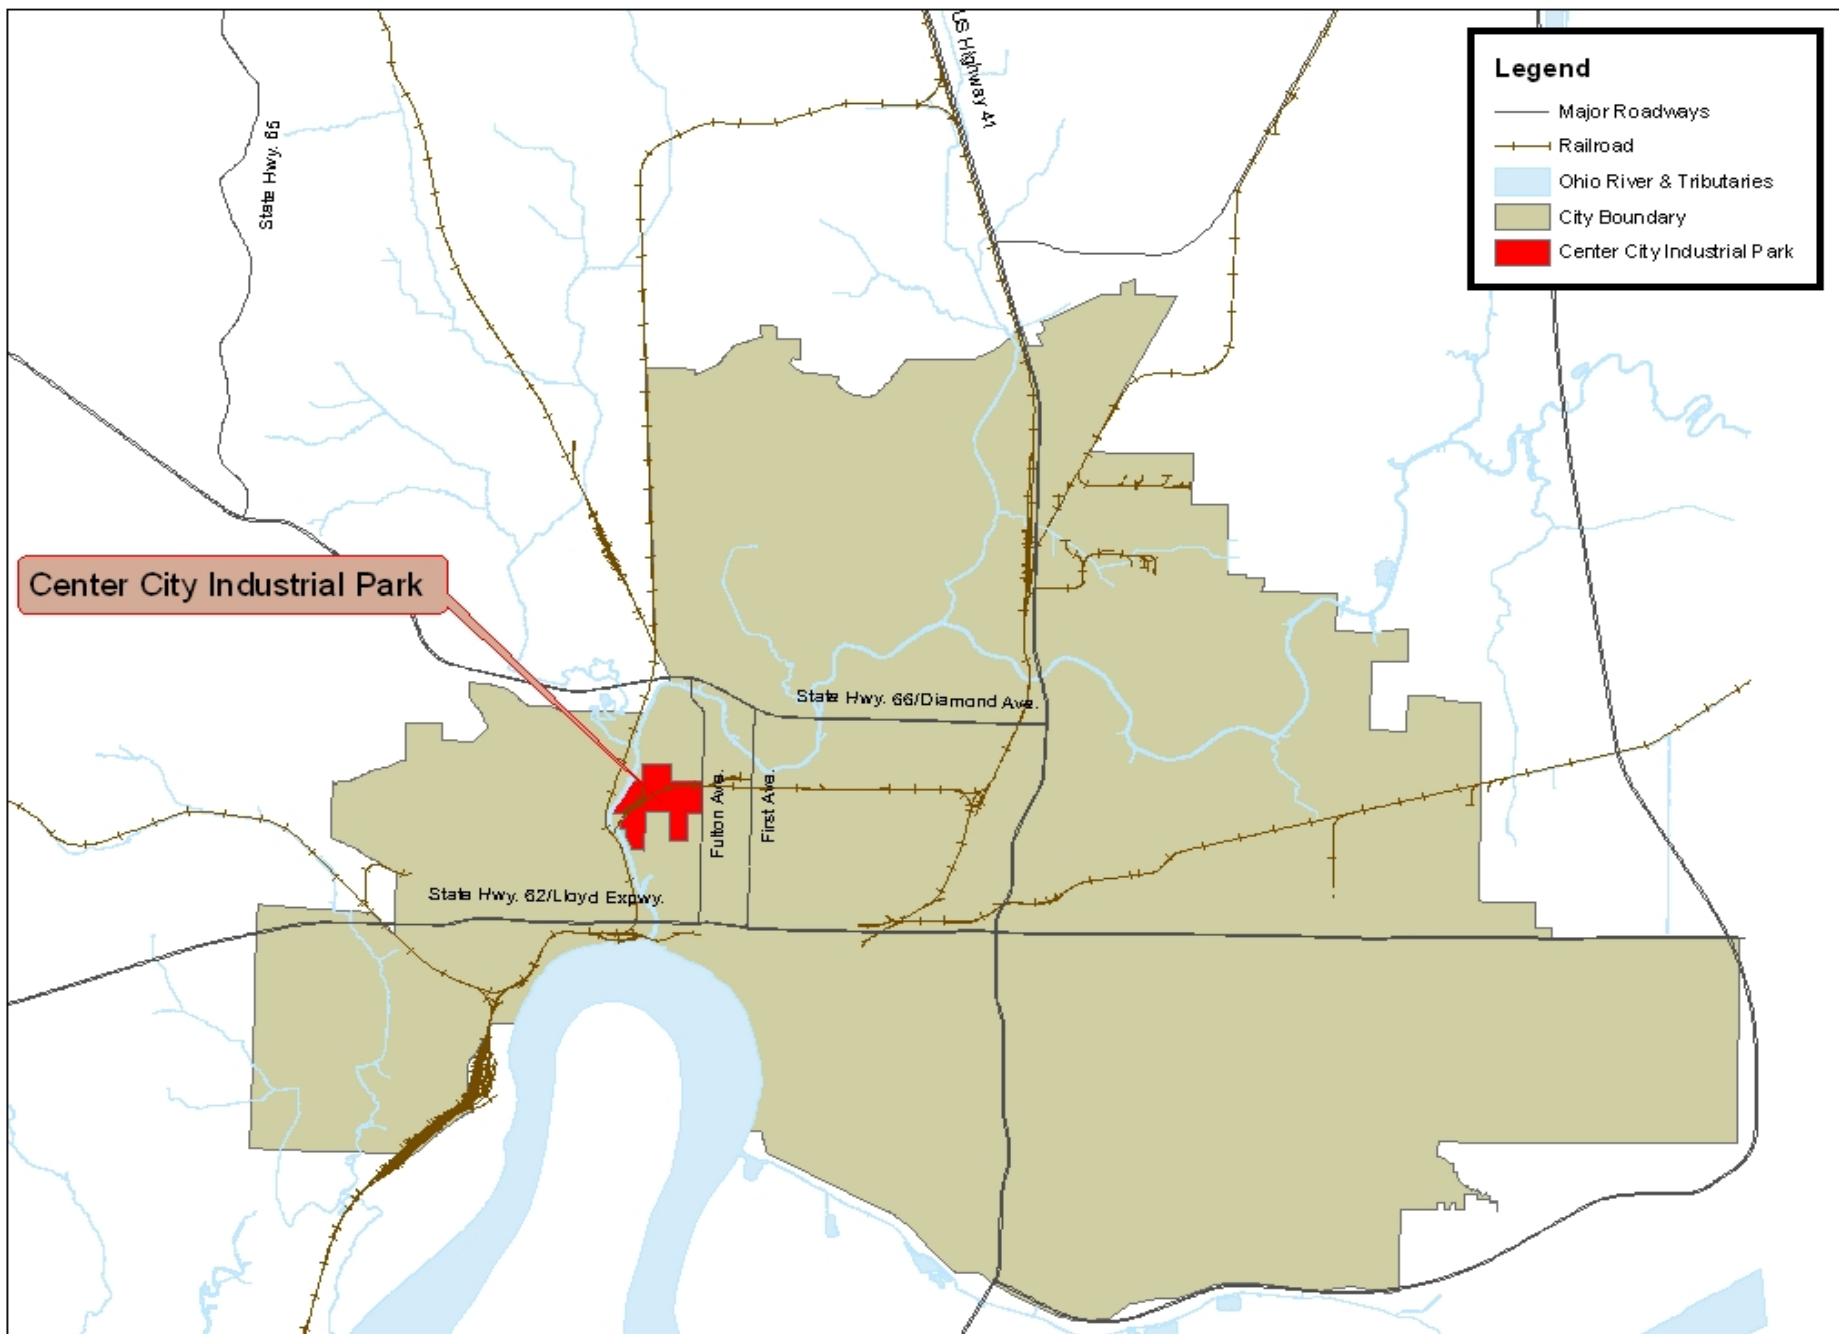 US Highway 41
State Hwy. 65
Legend
Major Roadways
Railroad
Ohio River & Tributaries
City Boundary
Center City Industrial Park
Center City Industrial Park
State Hwy. 66/Diamond Ave.
Fulton Ave.
First Ave.
State Hwy. 62/Lloyd Expwy.